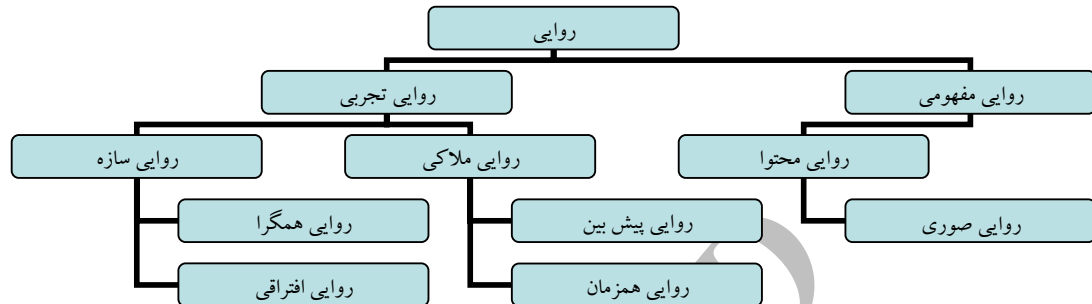 روایی
روایی مفهومی
روایی تجربی
روایی محتوا
روایی ملاکی
روایی سازه
روایی صوری
روایی پیش بین
روایی همگرا
روایی همزمان
روایی افتراقی